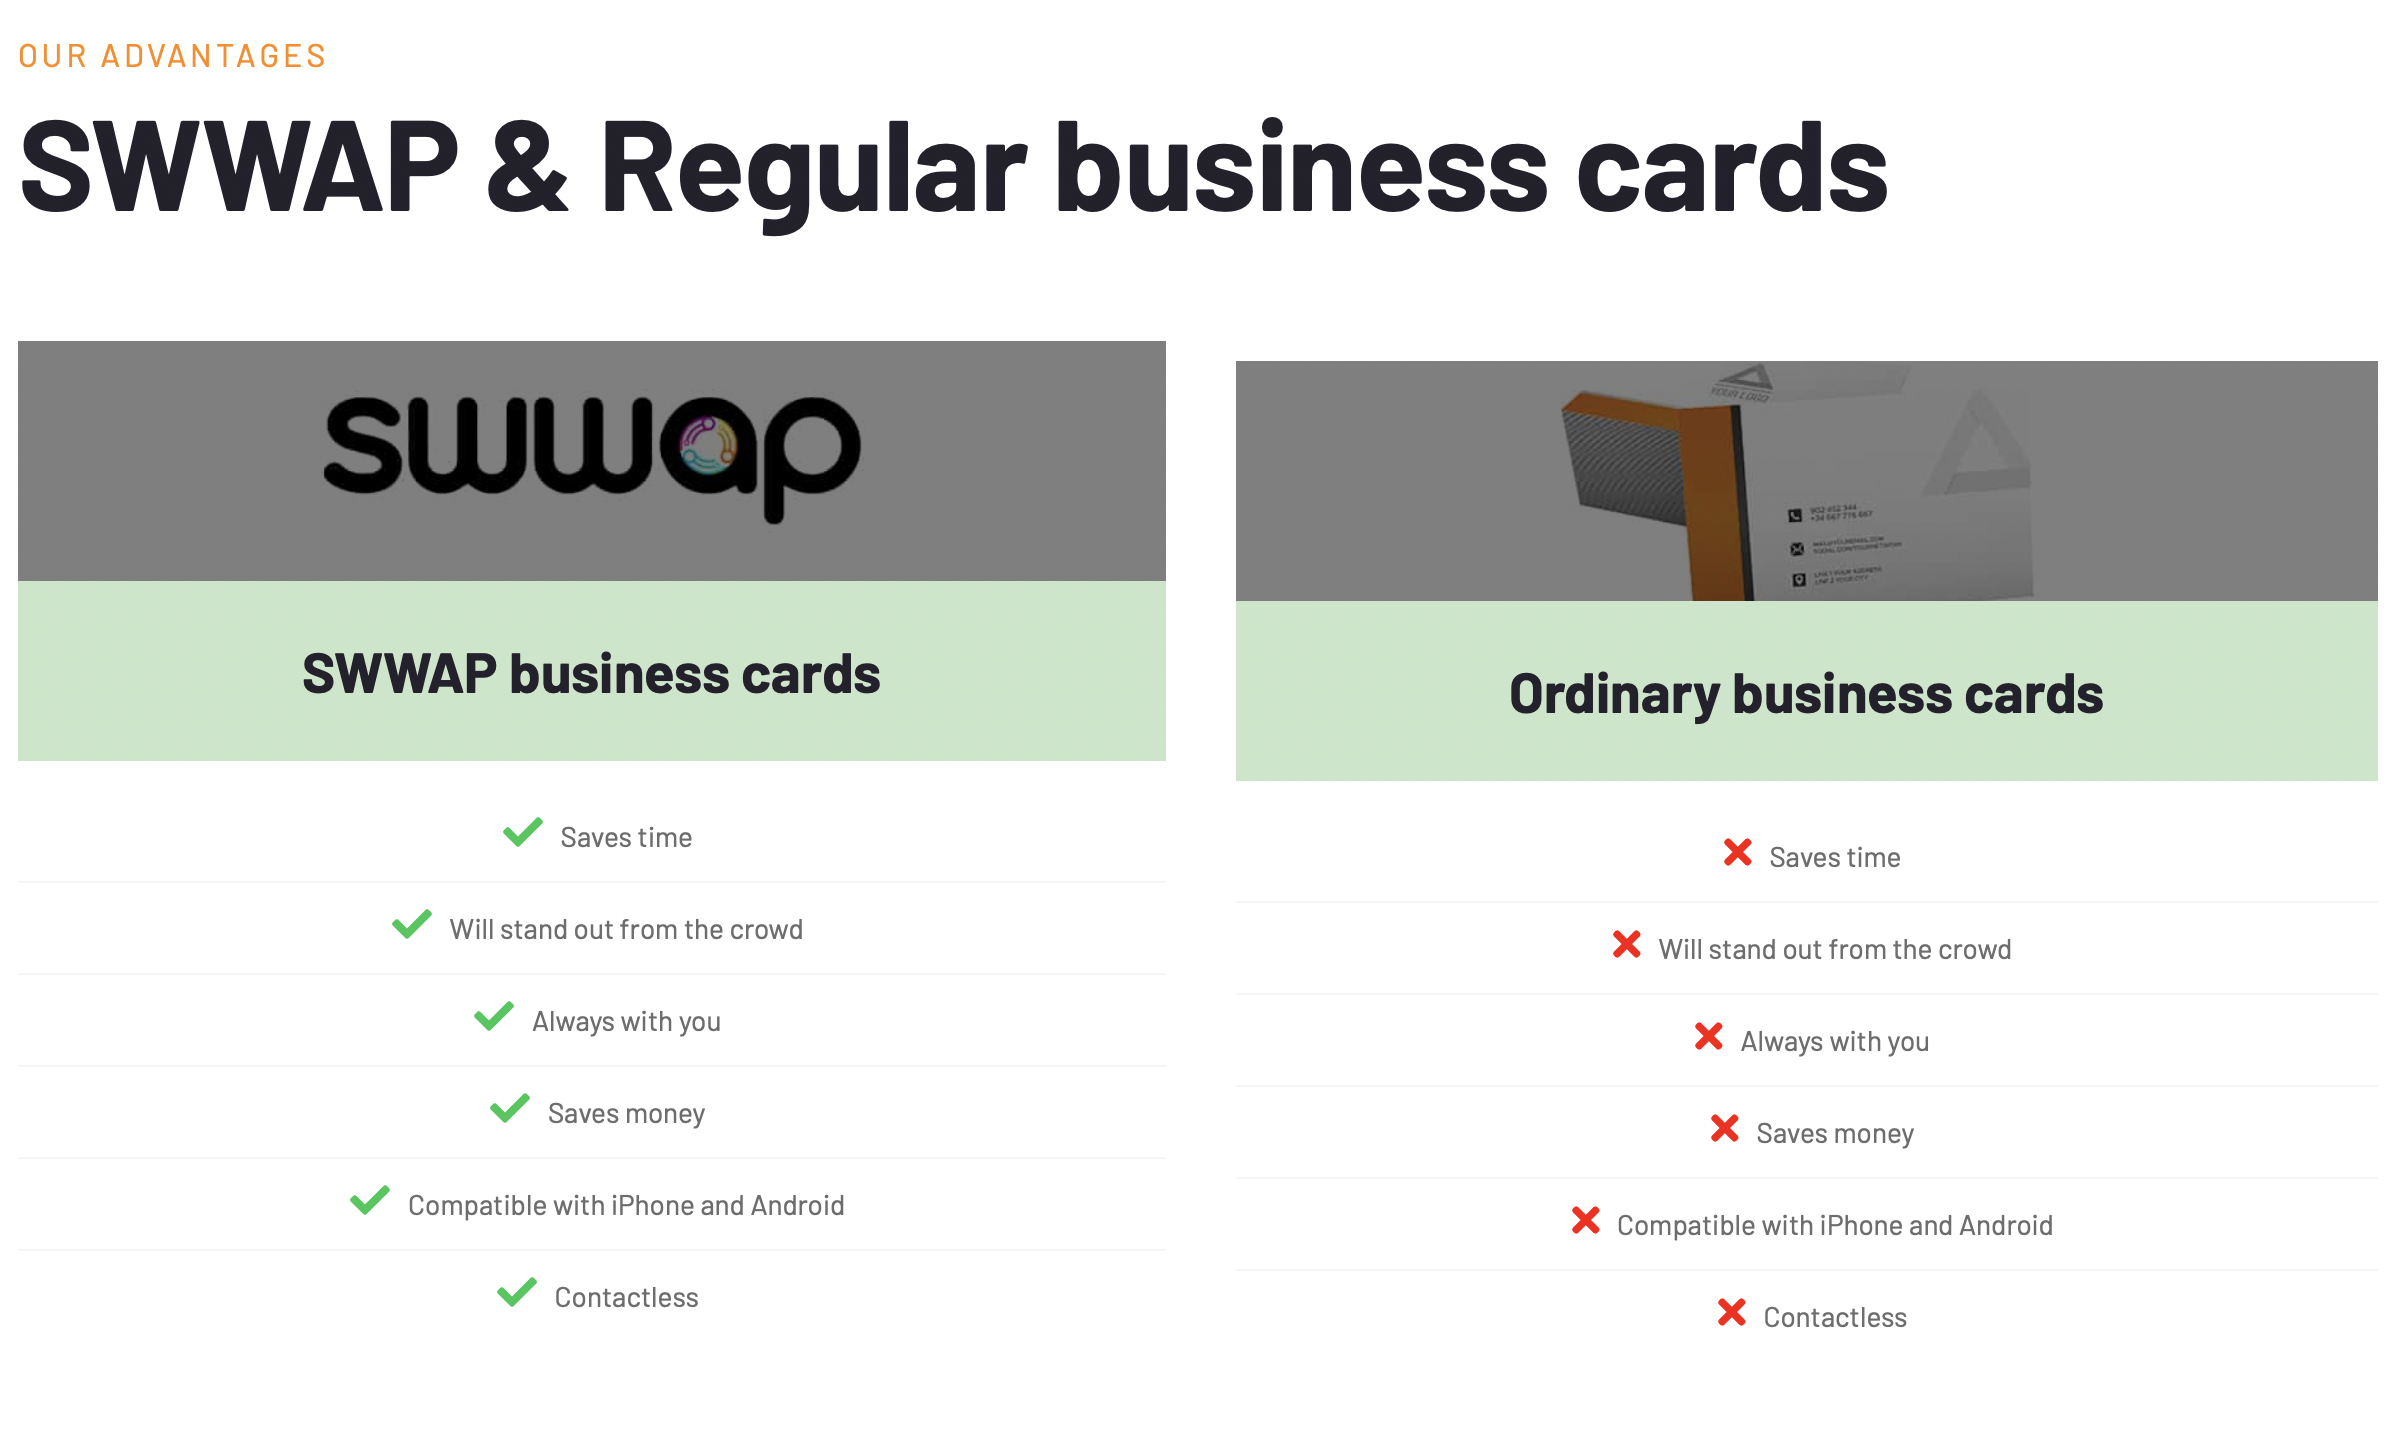 OUR ADVANTAGES
SWWAP & Regular business cards
swwap
SWWAP business cards
Saves time
Will stand out from the crowd
Always with you
Saves money
Compatible with iPhone and Android
Contactless
YOUR LOGO
Ordinary business cards
Saves time
Will stand out from the crowd
Always with you
Saves money
Compatible with iPhone and Android
Contactless